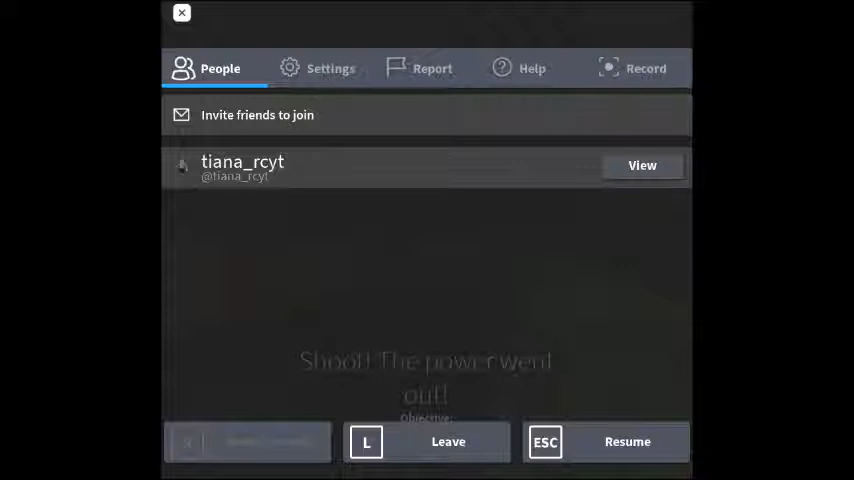 People
Settings
Report
Help
Record
Invite friends to join
tiana_rcyt
@tiana_rcyt
View
Shoot! The power went
out!
Objective:
L
Leave
ESC
Resume